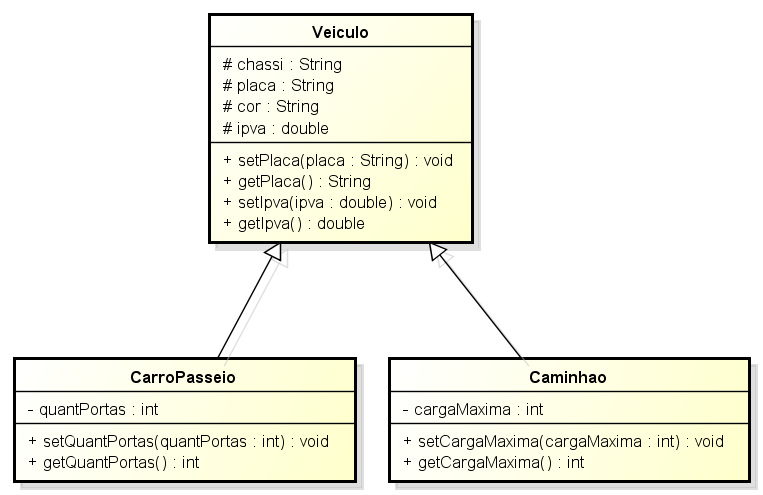 Veiculo
# chassi : String
# placa : String
# cor : String
# ipva : double
+ setPlaca(placa : String) : void
+ getPlaca() : String
+ setIpva(ipva : double) : void
+ getIpva() : double
CarroPasseio
- quantPortas : int
+ setQuantPortas(quantPortas : int) : void
+ getQuantPortas() : int
Caminhao
- cargaMaxima : int
+ setCargaMaxima(cargaMaxima : int) : void
+ getCargaMaxima() : int